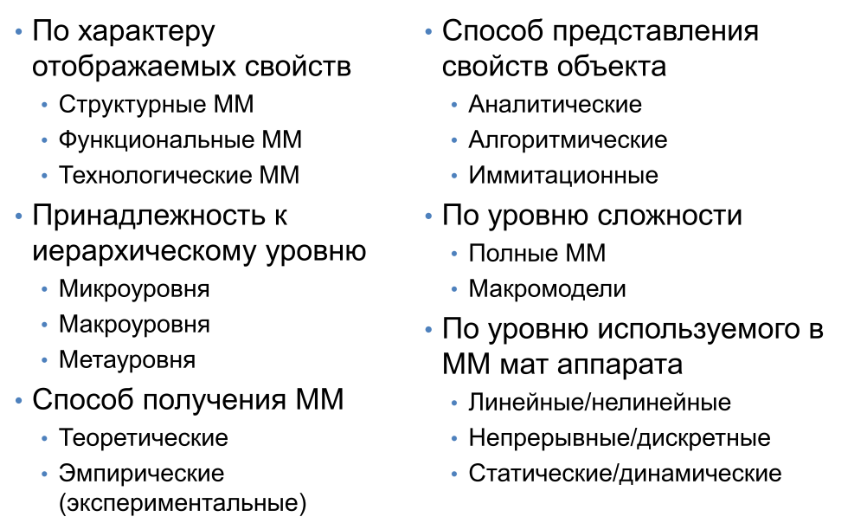 • По характеру
отображаемых свойств
• Структурные ММ
• Функциональные ММ
• Технологические ММ
• Принадлежность к
иерархическому уровню
• Микроуровня
• Макроуровня
• Метауровня
• Способ получения ММ
• Теоретические
• Эмпирические
(экспериментальные)
• Способ представления
свойств объекта
• Аналитические
• Алгоритмические
• Иммитационные
• По уровню сложности
• Полные ММ
• Макромодели
• По уровню используемого в
ММ мат аппарата
• Линейные/нелинейные
• Непрерывные/дискретные
• Статические/динамические